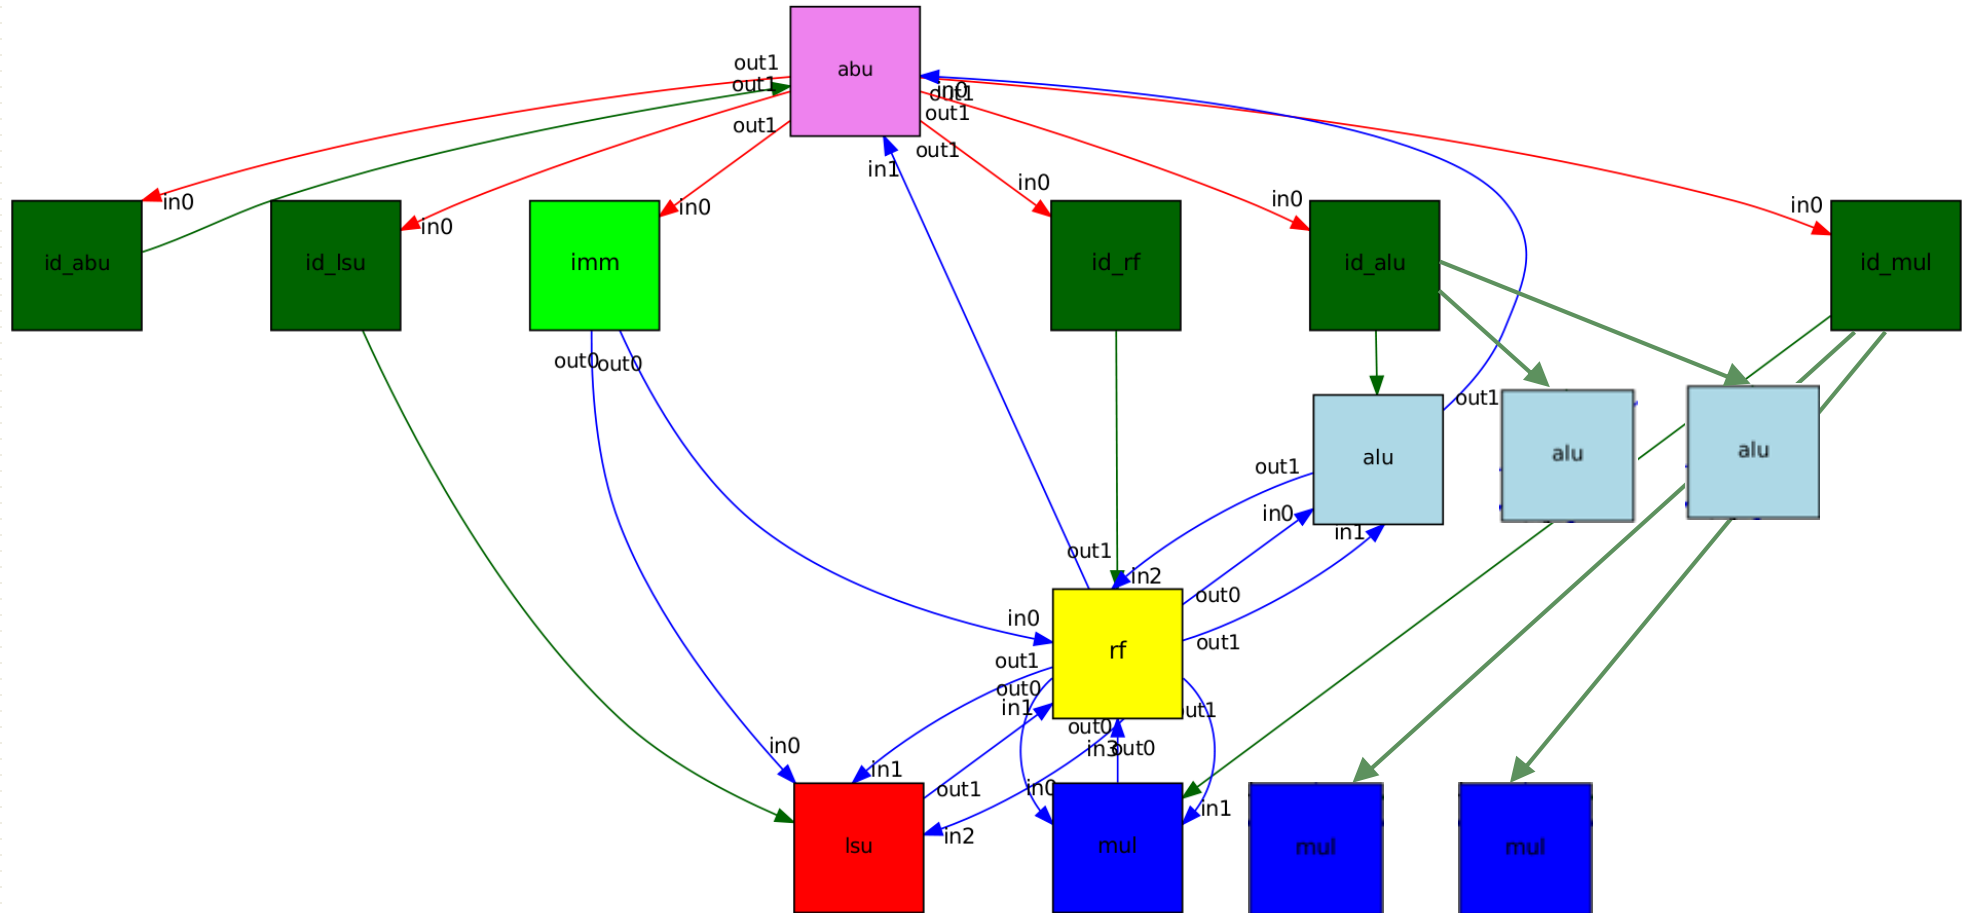 abu
out1
out1
out1
in0
out1
out1
out1
in1
in0
in0
in0
in0
in0
in0
id_abu
id_lsu
imm
id_rf
id_alu
id_mul
out0
out0
out1
alu
alu
alu
out1
in0
in1
out1
in2
out0
in0
rf
out1
out1
out0
in1
out1
out0
in3
out0
in0
in1
out1
in0
in1
in2
lsu
mul
mul
mul